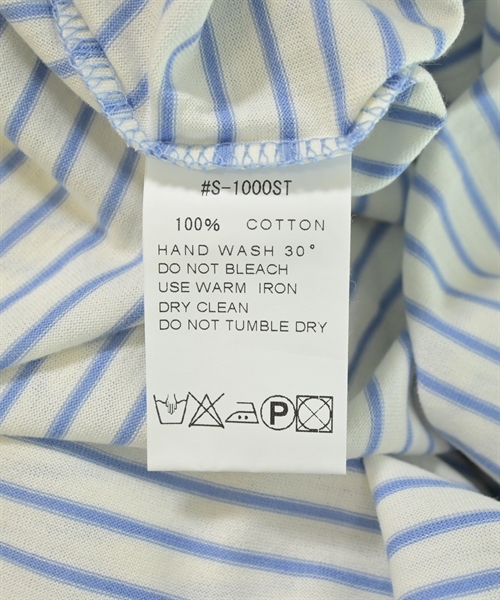 #S-1000ST
100% COTTON
HAND WASH 30°
DO NOT BLEACH
USE WARM IRON
DRY CLEAN
DO NOT TUMBLE DRY
P